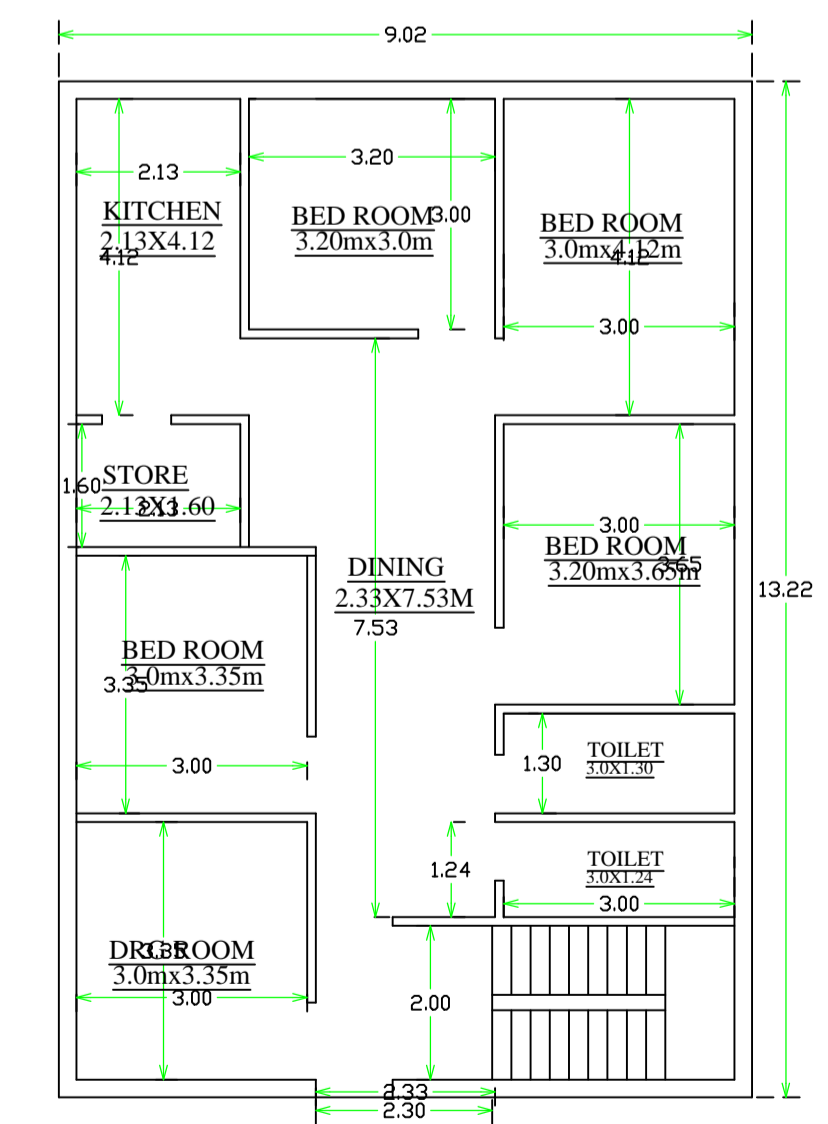 9.02
2.13
3.20
KITCHEN
2.13X4.12
4.12
BED ROOM
3.20mx3.0m
3.00
BED ROOM
3.0mx4.12m
4.12
3.00
STORE
2.13X1.60
1.60
2.13
3.00
BED ROOM
3.20mx3.65m
3.65
DINING
2.33X7.53M
7.53
13.22
BED ROOM
3.0mx3.35m
3.35
3.00
TOILET
3.0X1.30
1.30
TOILET
3.0X1.24
1.24
3.00
DRG ROOM
3.0mx3.35m
3.35
3.00
2.00
2.33
2.30